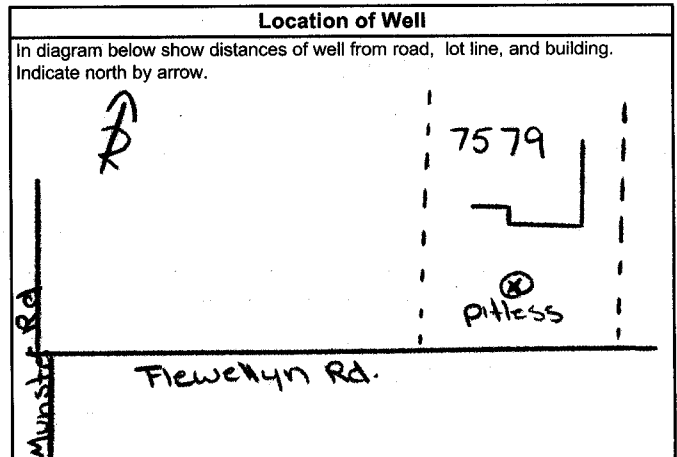 Location of Well
In diagram below show distances of well from road, lot line, and building.
Indicate north by arrow.
7579
pitless
Flewellyn Rd.
Munster Rd